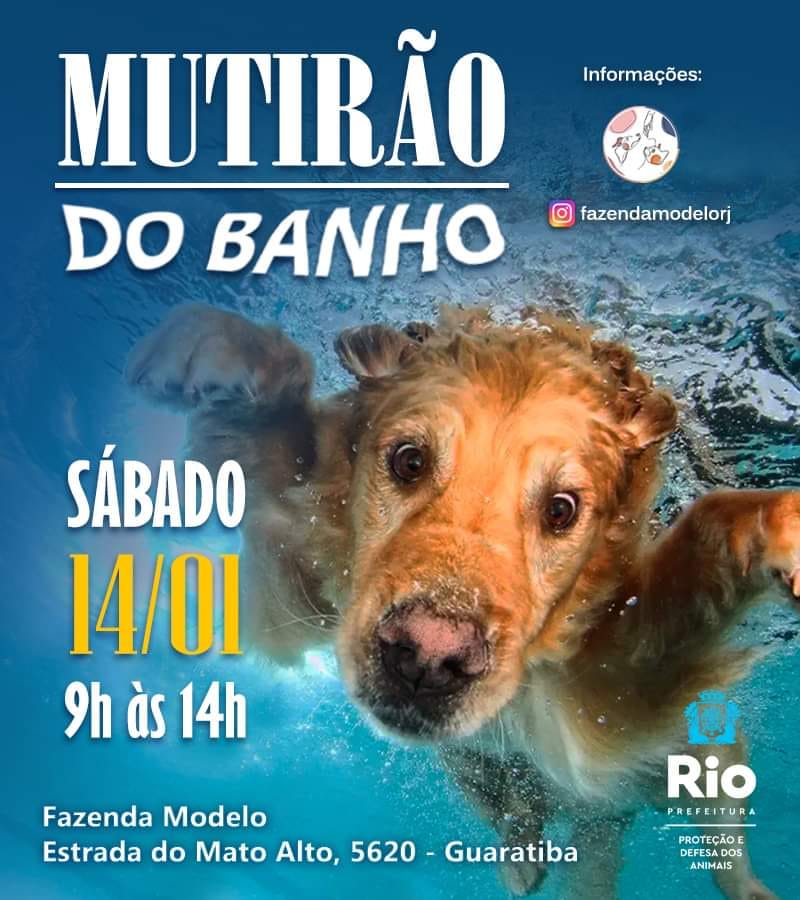 MUTIRÃO
DO BANHO
Informações:
fazendamodelorj
SÁBADO
14/01
9h às 14h
Fazenda Modelo
Estrada do Mato Alto, 5620 - Guaratiba
Rio
PREFEITURA
PROTEÇÃO E
DEFESA DOS
ANIMAIS